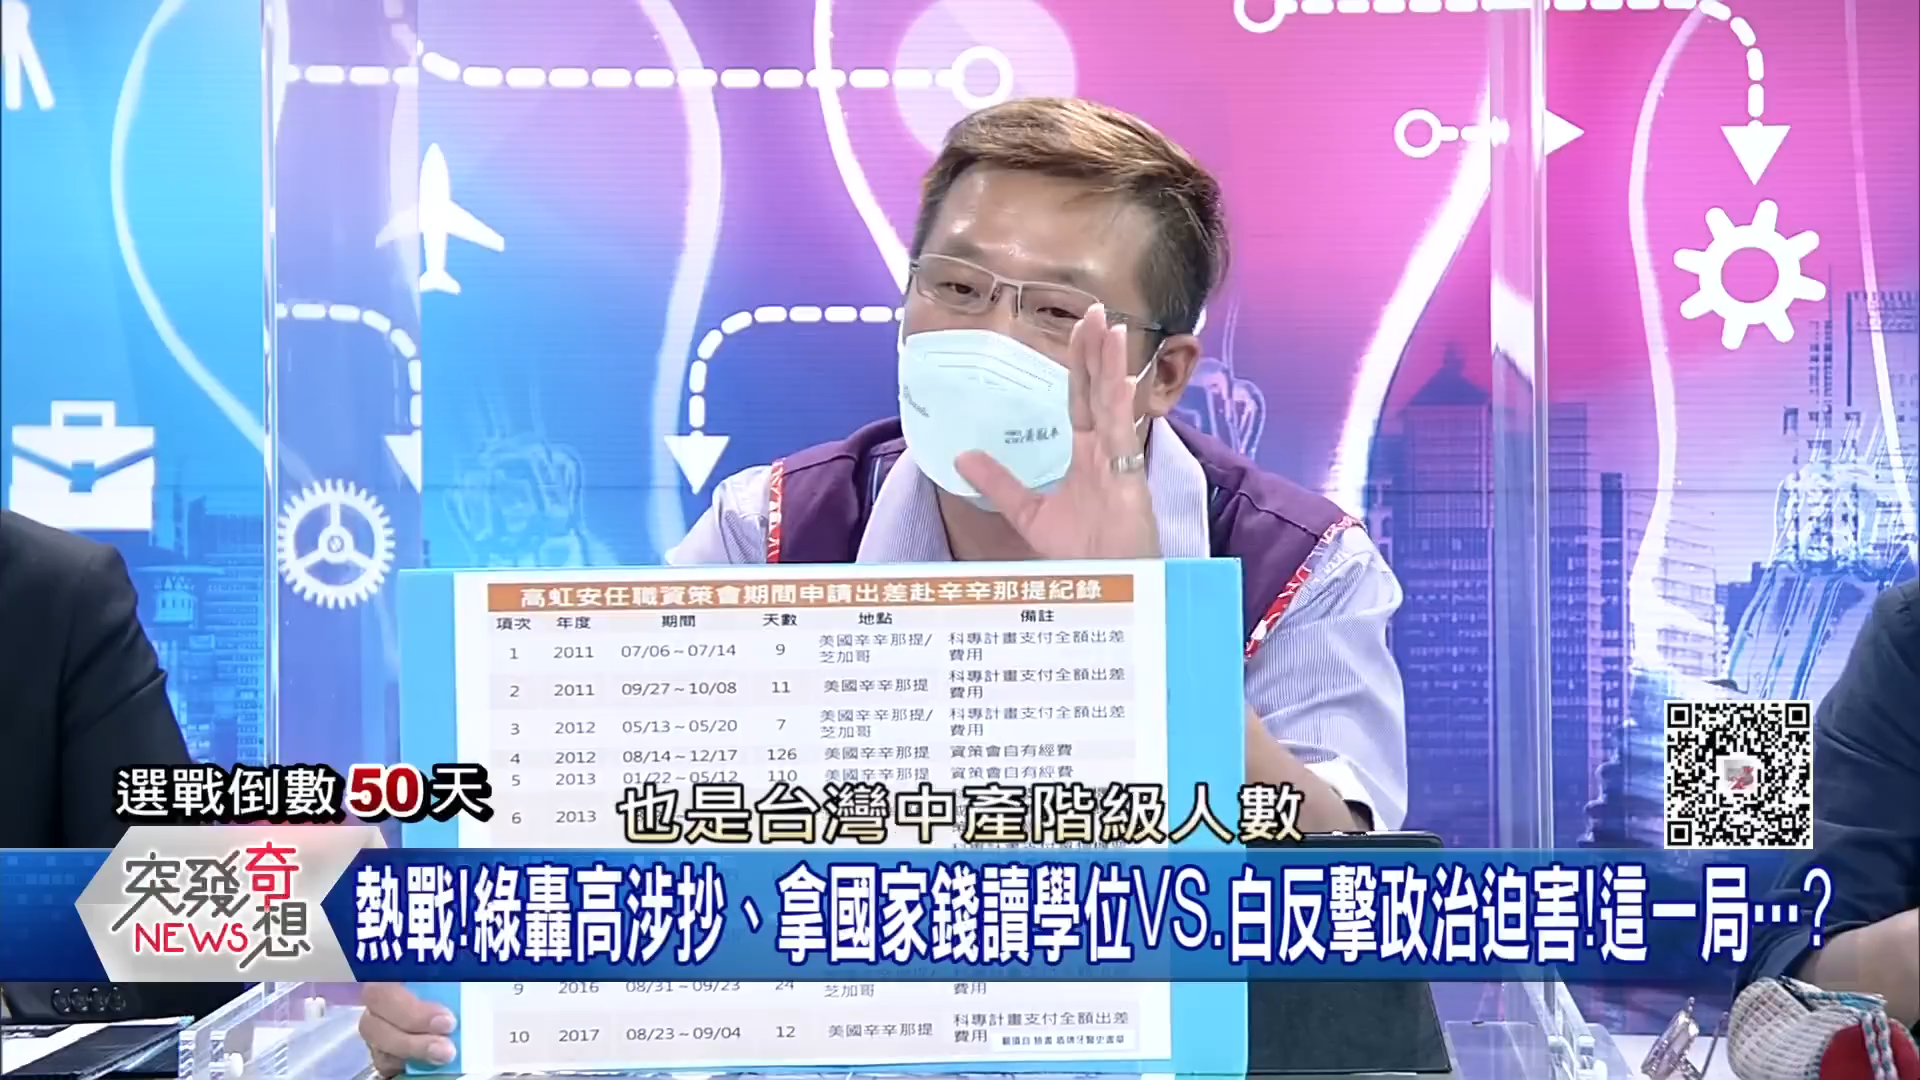 高虹安任職資策會期間申請出差赴辛辛那提紀錄
項次 年度 期間 天數 地點 備註
1 2011 07/06~07/14 9 美國辛辛那提/芝加哥 科專計畫支付全額出差費用
2 2011 09/27~10/08 11 美國辛辛那提 科專計畫支付全額出差費用
3 2012 05/13~05/20 7 美國辛辛那提/芝加哥 科專計畫支付全額出差費用
4 2012 08/14~12/17 126 美國辛辛那提 資策會自有經費
5 2013 01/22~05/12 110 美國辛辛那提 資策會自有經費
6 2013
選戰倒數50天
也是台灣中產階級人數
突發奇想
NEWS
熱戰!綠轟高涉抄、拿國家錢讀學位VS.白反擊政治迫害!這一局…?
9 2016 08/31~09/23 24 芝加哥 費用
10 2017 08/23~09/04 12 美國辛辛那提 科專計畫支付全額出差費用